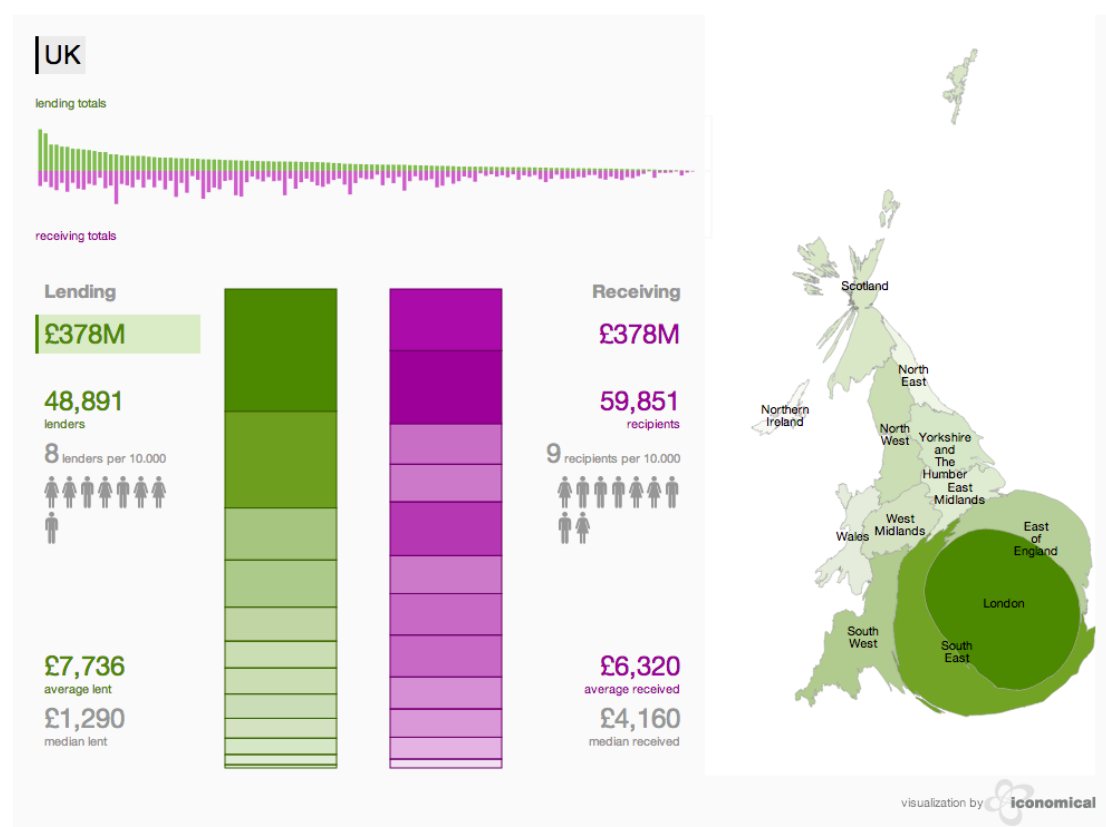 UK
lending totals
receiving totals
Lending
£378M
48,891
lenders
8 lenders per 10.000
£7,736
average lent
£1,290
median lent
Receiving
£378M
59,851
recipients
9 recipients per 10.000
£6,320
average received
£4,160
median received
Scotland
North
East
Northern
Ireland
North
West
Yorkshire
and
The
Humber
East
Midlands
West
Midlands
Wales
East
of
England
London
South
West
South
East
visualization by iconomical